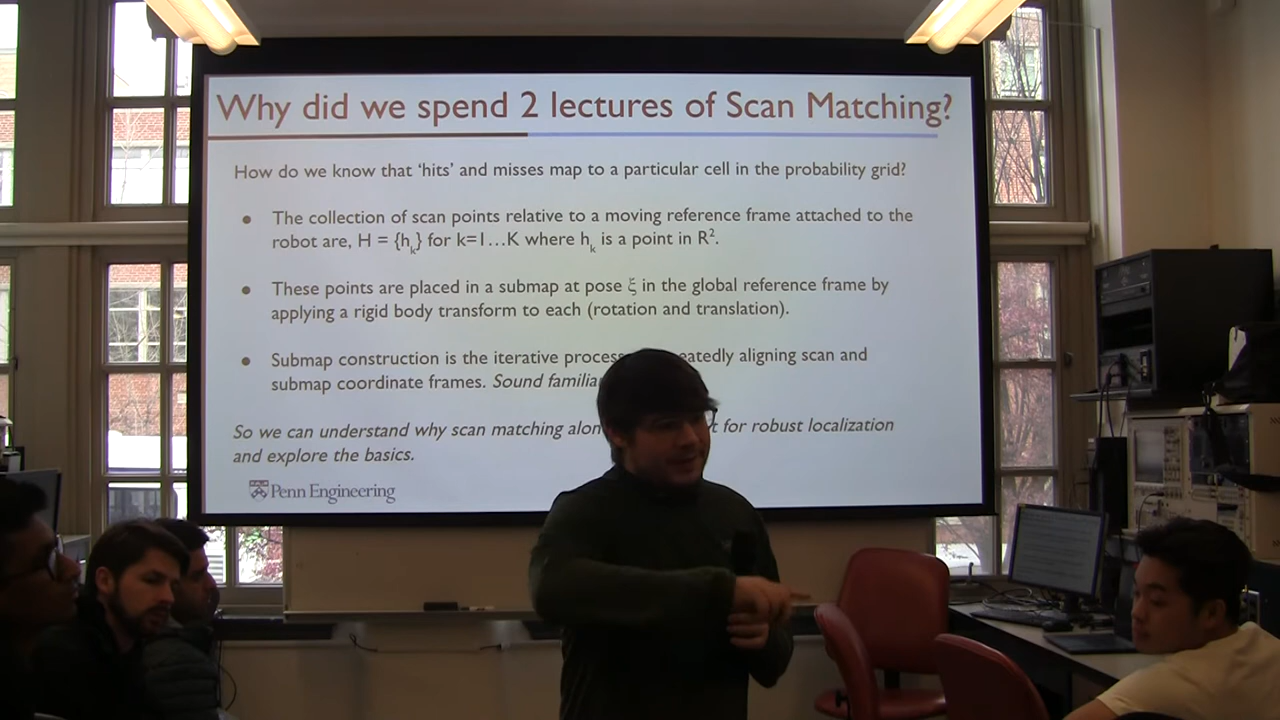 Why did we spend 2 lectures of Scan Matching?
How do we know that ‘hits’ and misses map to a particular cell in the probability grid?
• The collection of scan points relative to a moving reference frame attached to the
robot are, H = {hk} for k=1…K where hk is a point in R².
• These points are placed in a submap at pose ξ in the global reference frame by
applying a rigid body transform to each (rotation and translation).
• Submap construction is the iterative process aligning scan and
submap coordinate frames. Sound
So we can understand why scan matching for robust localization
and explore the basics.
Penn Engineering